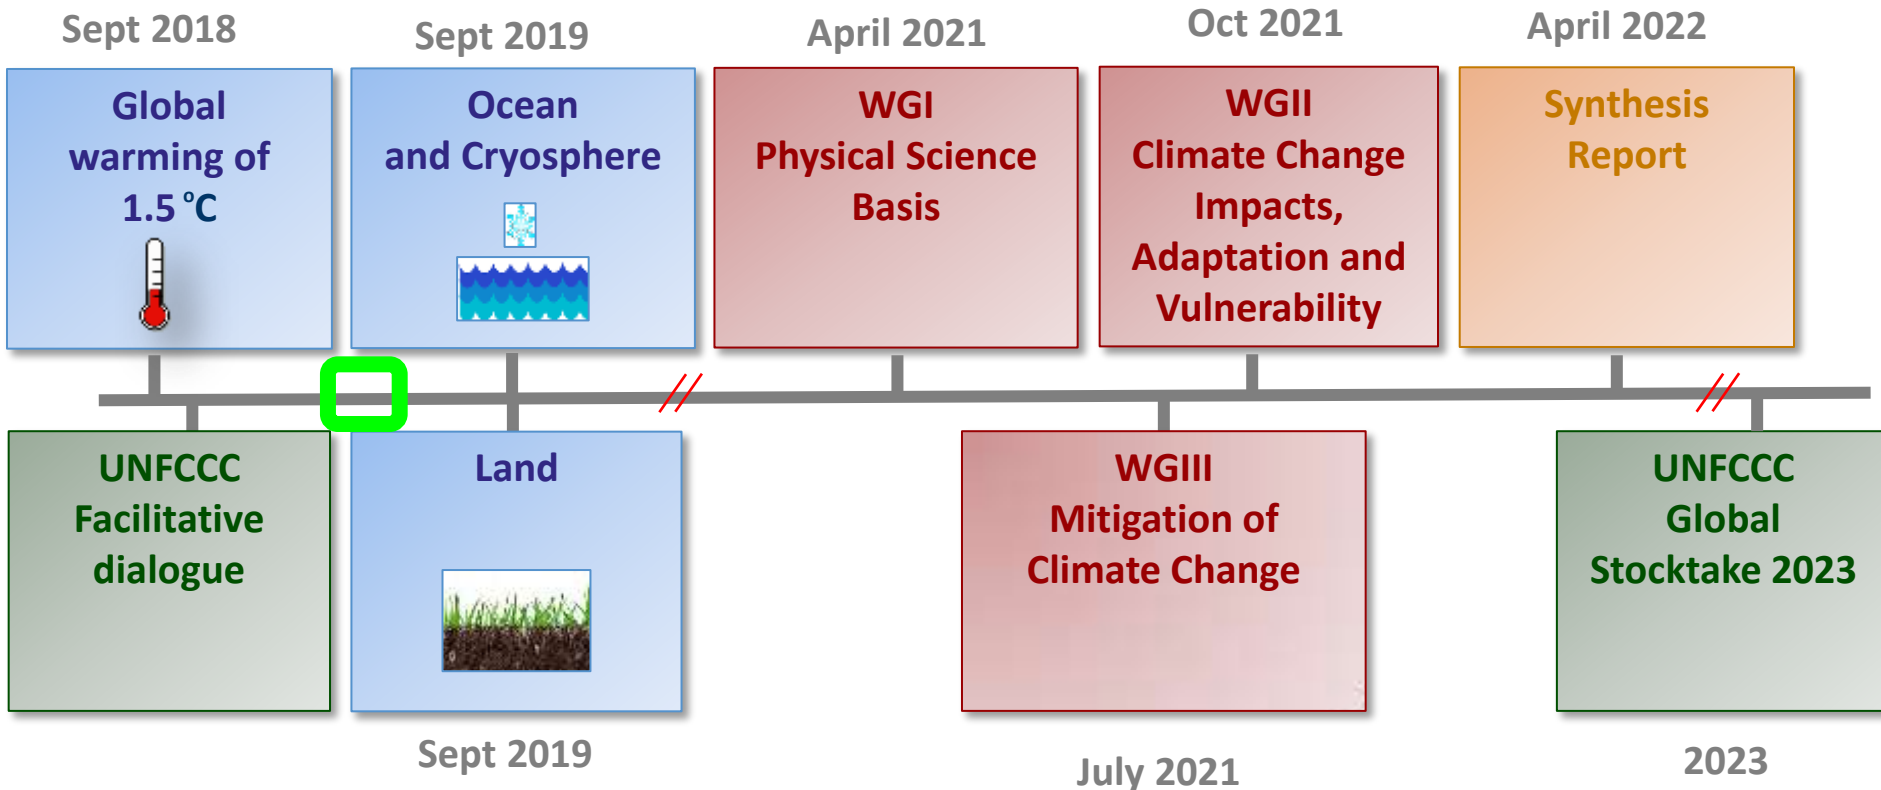 Sept 2018
Sept 2019
April 2021
Oct 2021
April 2022
Global
warming of
1.5 °C
Ocean
and Cryosphere
WGI
Physical Science
Basis
WGII
Climate Change
Impacts,
Adaptation and
Vulnerability
Synthesis
Report
UNFCCC
Facilitative
dialogue
Land
WGIII
Mitigation of
Climate Change
UNFCCC
Global
Stocktake 2023
Sept 2019
July 2021
2023